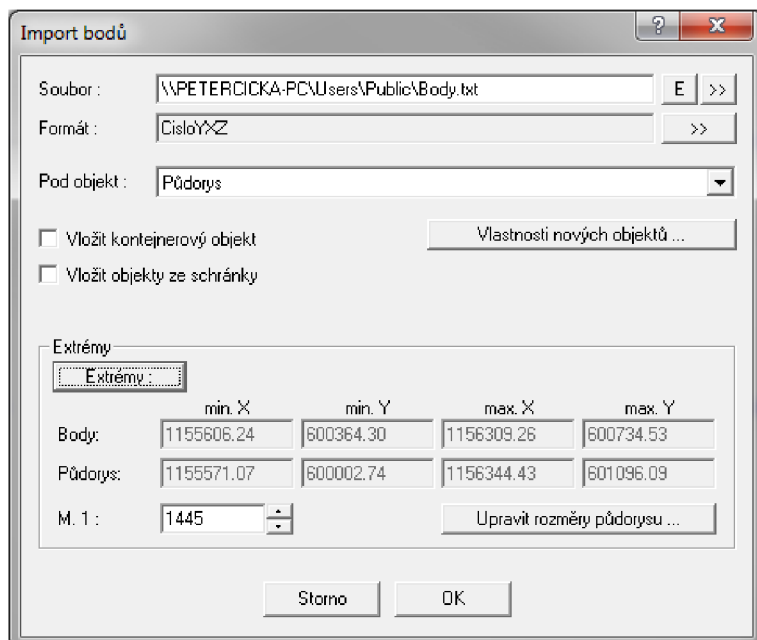 Import bodů ? X
Soubor : \\PETERCICKA-PC\Users\Public\Body.txt E >>
Formát : CisloYXZ >>
Pod objekt : Půdorys
Vložit kontejnerový objekt Vlastnosti nových objektů ...
Vložit objekty ze schránky
Extrémy
Extrémy :
min. X min. Y max. X max. Y
Body: 1155606.24 600364.30 1156309.26 600734.53
Půdorys: 1155571.07 600002.74 1156344.43 601096.09
M. 1 : 1445 Upravit rozměry půdorysu ...
Storno OK